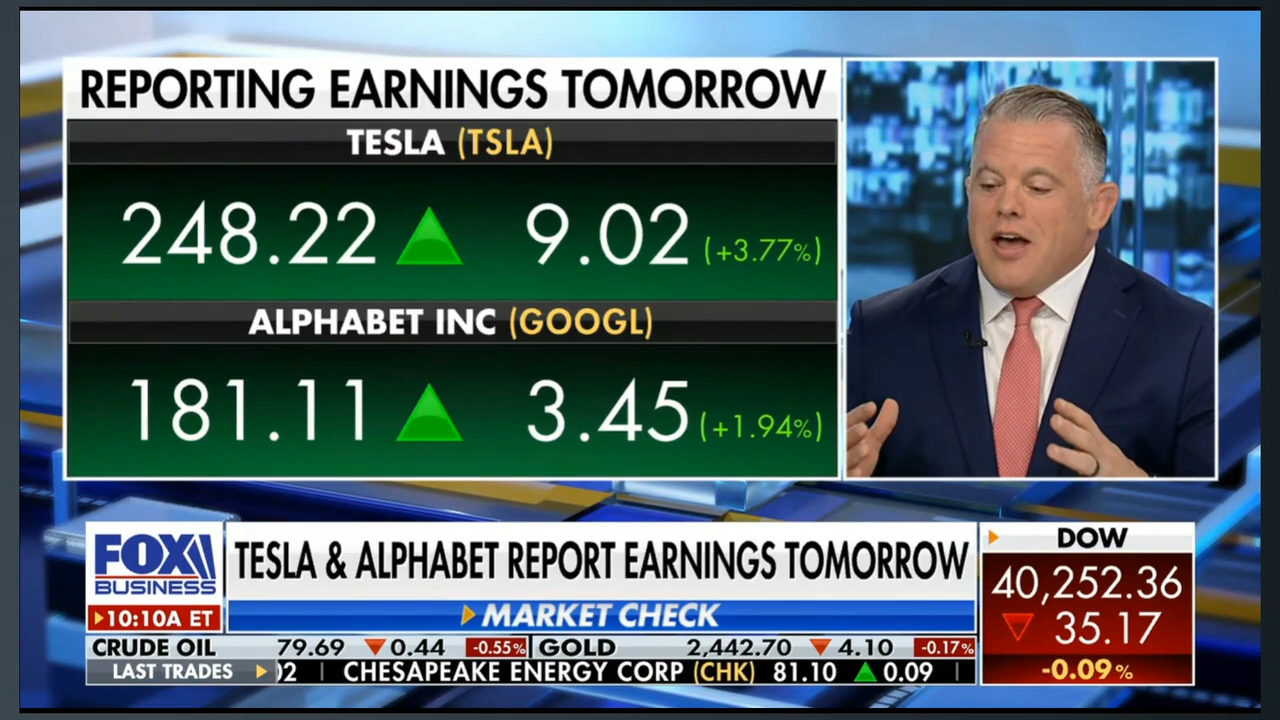 REPORTING EARNINGS TOMORROW
TESLA (TSLA)
248.22 ▲ 9.02 (+3.77%)
ALPHABET INC (GOOGL)
181.11 ▲ 3.45 (+1.94%)
FOX BUSINESS
10:10A ET
TESLA & ALPHABET REPORT EARNINGS TOMORROW
MARKET CHECK
DOW
40,252.36
▼ 35.17
-0.09%
CRUDE OIL 79.69 ▼ 0.44 -0.55% GOLD 2,442.70 ▼ 4.10 -0.17%
LAST TRADES 2 | CHESAPEAKE ENERGY CORP (CHK) 81.10 ▲ 0.09 |